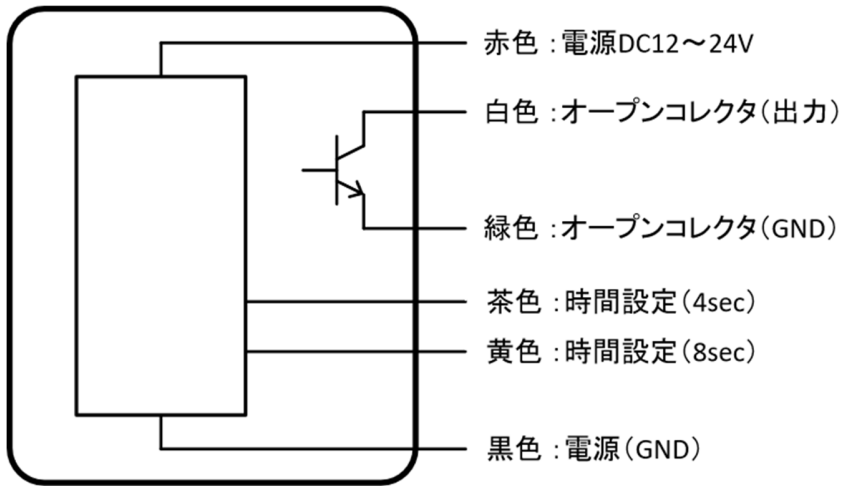 赤色：電源DC12～24V
白色：オープンコレクタ（出力）
緑色：オープンコレクタ（GND）
茶色：時間設定（4sec）
黄色：時間設定（8sec）
黒色：電源（GND）